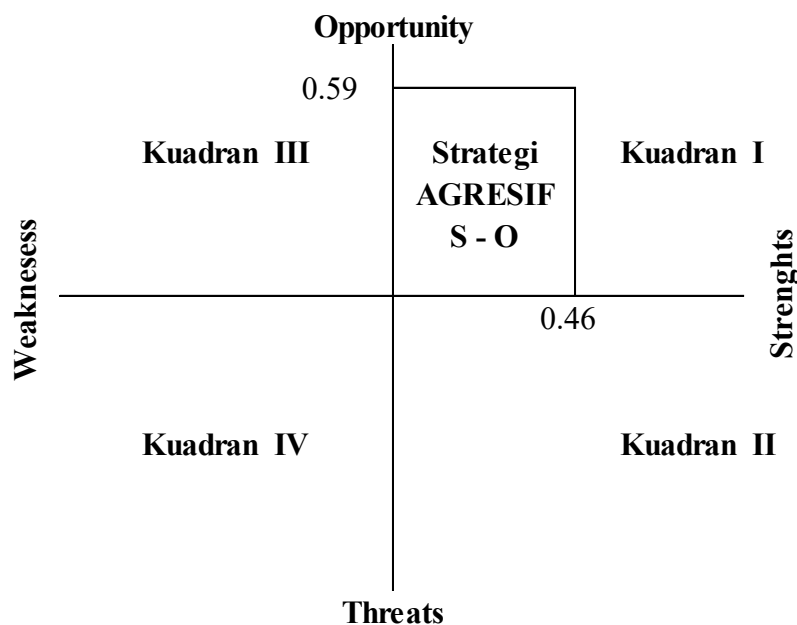 Opportunity
0.59
Kuadran III
Strategi
AGRESIF
S - O
Kuadran I
Weaknesess
Strenghts
0.46
Kuadran IV
Kuadran II
Threats